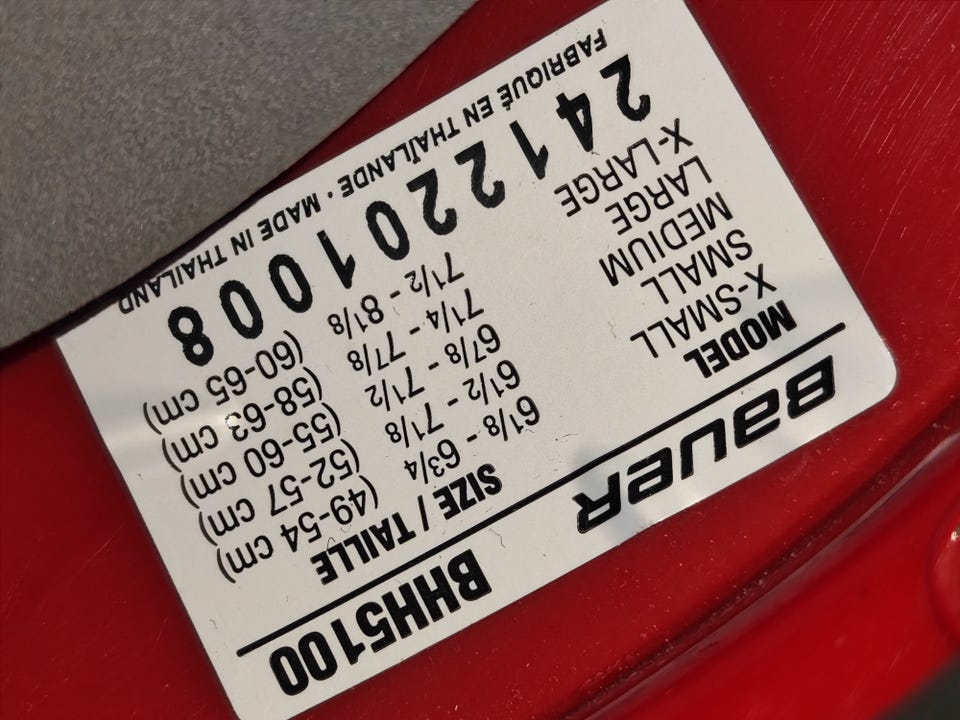 BAUER BHH5100
MODEL SIZE / TAILLE
X-SMALL 6 1/8 - 6 3/4 (49-54 cm)
SMALL 6 1/2 - 7 1/8 (52-57 cm)
MEDIUM 6 7/8 - 7 1/2 (55-60 cm)
LARGE 7 1/4 - 7 7/8 (58-63 cm)
X-LARGE 7 1/2 - 8 1/8 (60-65 cm)
2412201008
FABRIQUÉ EN THAÏLANDE · MADE IN THAILAND